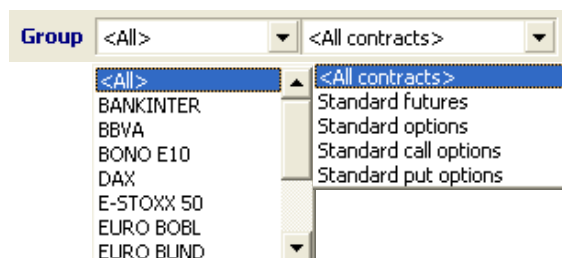 Group <All> <All contracts>
<All> <All contracts>
BANKINTER Standard futures
BBVA Standard options
BONO E10 Standard call options
DAX Standard put options
E-STOXX 50
EURO BOBL
EURO BUND